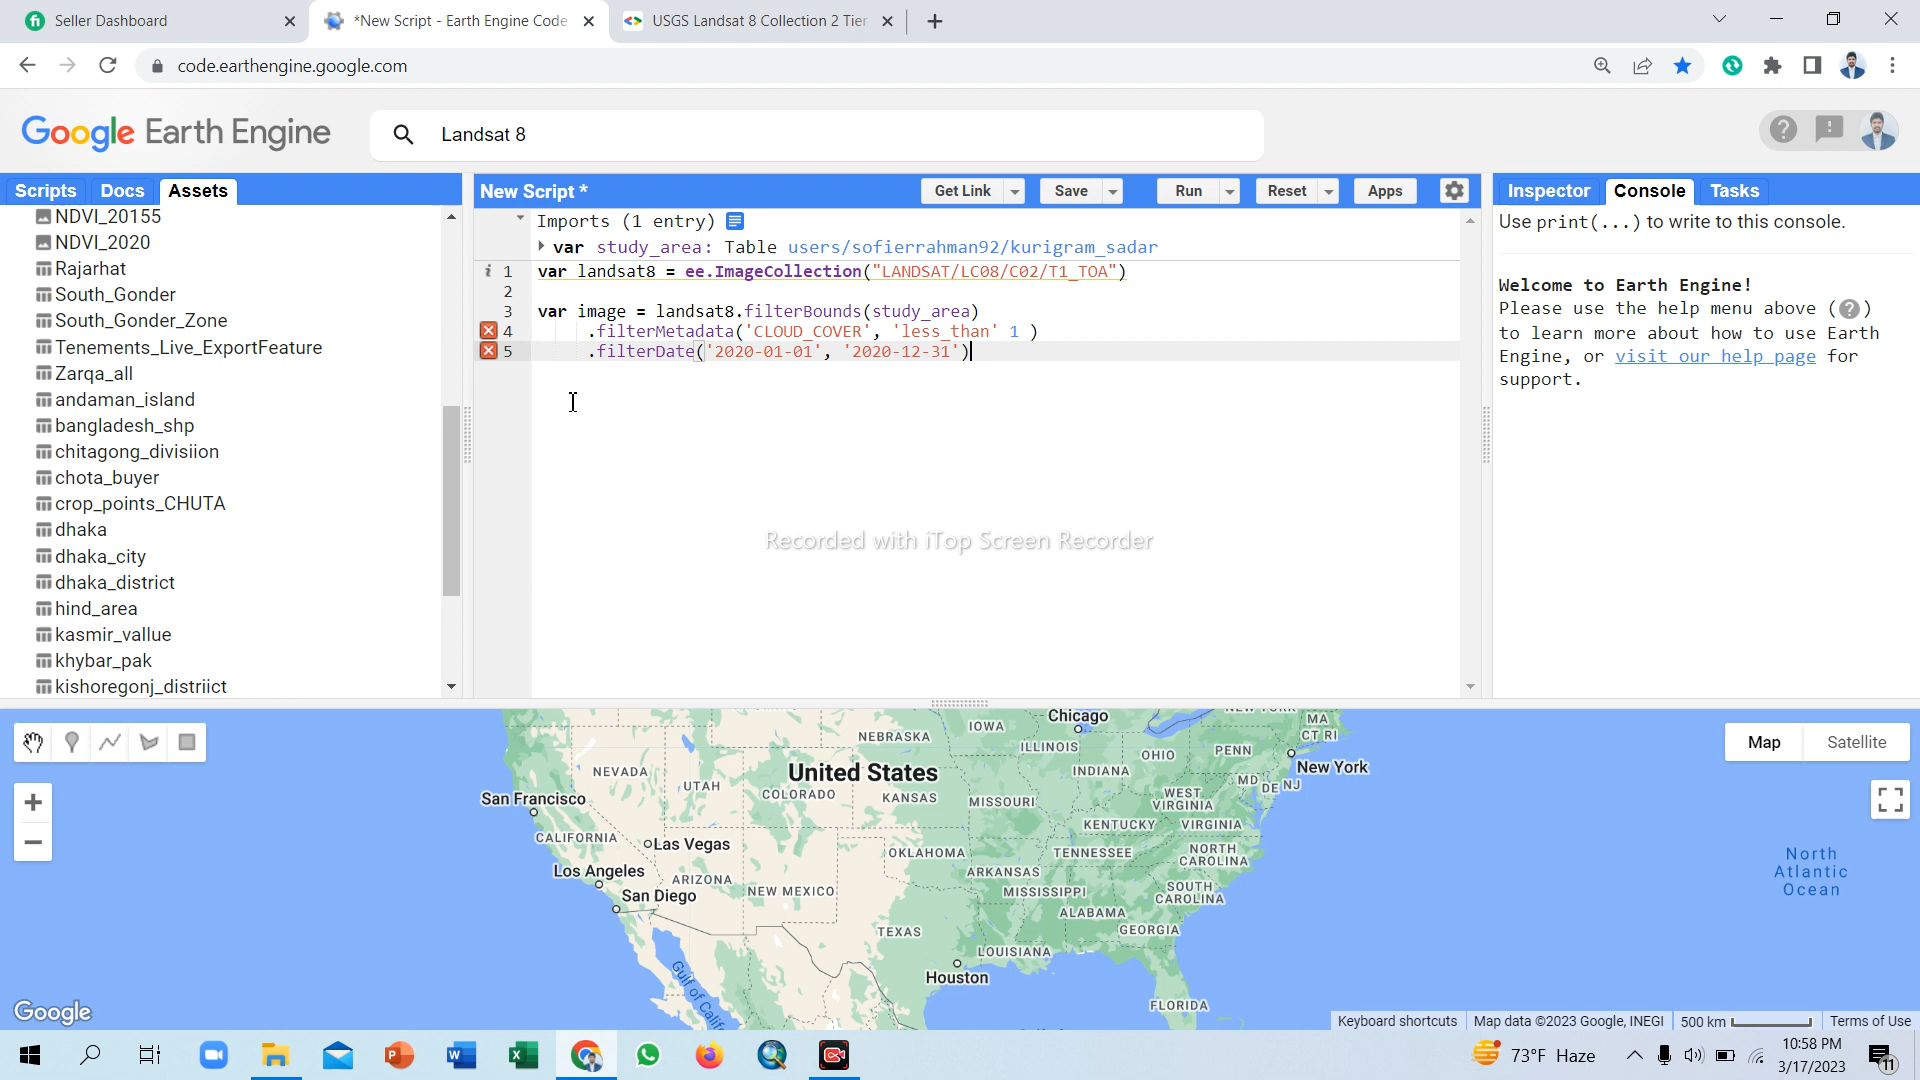 Seller Dashboard
*New Script - Earth Engine Code
USGS Landsat 8 Collection 2 Tier
code.earthengine.google.com
Google Earth Engine
Landsat 8
Scripts
Docs
Assets
NDVI_20155
NDVI_2020
Rajarhat
South_Gonder
South_Gonder_Zone
Tenements_Live_ExportFeature
Zarqa_all
andaman_island
bangladesh_shp
chitagong_divisiion
chota_buyer
crop_points_CHUTA
dhaka
dhaka_city
dhaka_district
hind_area
kasmir_vallue
khybar_pak
kishoregonj_distriict
New Script *
Get Link
Save
Run
Reset
Apps
Imports (1 entry)
var study_area: Table users/sofierrahman92/kurigram_sadar
i 1 var landsat8 = ee.ImageCollection("LANDSAT/LC08/C02/T1_TOA")
2
3 var image = landsat8.filterBounds(study_area)
4 .filterMetadata('CLOUD_COVER', 'less_than' 1 )
5 .filterDate('2020-01-01', '2020-12-31')
Recorded with iTop Screen Recorder
Inspector
Console
Tasks
Use print(...) to write to this console.
Welcome to Earth Engine!
Please use the help menu above (?)
to learn more about how to use Earth
Engine, or visit our help page for
support.
Map
Satellite
Chicago
IOWA
NEBRASKA
ILLINOIS
INDIANA
OHIO
PENN
MA
CT RI
New York
NEVADA
UTAH
United States
COLORADO
KANSAS
MISSOURI
WEST
VIRGINIA
MD
DE NJ
San Francisco
KENTUCKY
VIRGINIA
CALIFORNIA
Las Vegas
OKLAHOMA
TENNESSEE
NORTH
CAROLINA
Los Angeles
ARIZONA
NEW MEXICO
ARKANSAS
MISSISSIPPI
SOUTH
CAROLINA
San Diego
ALABAMA
TEXAS
GEORGIA
LOUISIANA
Houston
FLORIDA
Gulf of Calif
North
Atlantic
Ocean
Google
Keyboard shortcuts
Map data ©2023 Google, INEGI
500 km
Terms of Use
73°F Haze
10:58 PM
3/17/2023
11